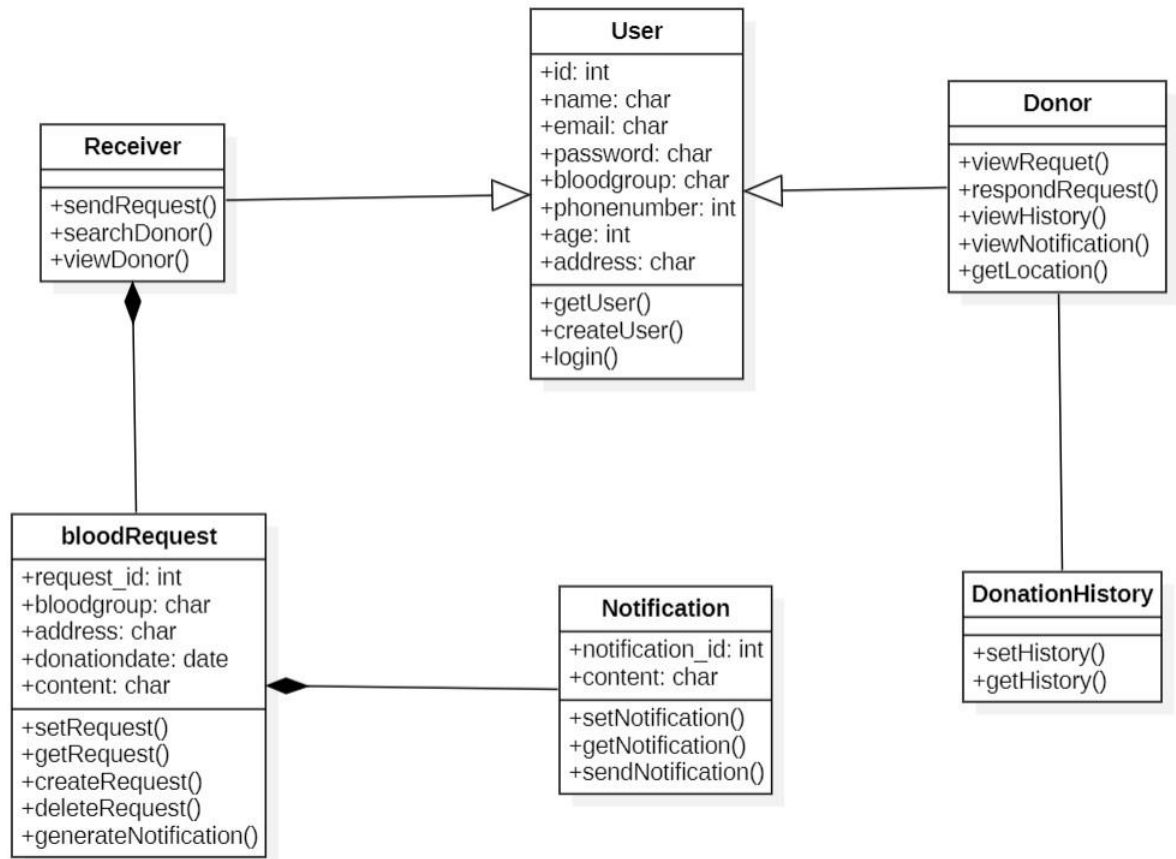 User
+id: int
+name: char
+email: char
+password: char
+bloodgroup: char
+phonenumber: int
+age: int
+address: char
+getUser()
+createUser()
+login()
Receiver
+sendRequest()
+searchDonor()
+viewDonor()
Donor
+viewRequet()
+respondRequest()
+viewHistory()
+viewNotification()
+getLocation()
bloodRequest
+request_id: int
+bloodgroup: char
+address: char
+donationdate: date
+content: char
+setRequest()
+getRequest()
+createRequest()
+deleteRequest()
+generateNotification()
Notification
+notification_id: int
+content: char
+setNotification()
+getNotification()
+sendNotification()
DonationHistory
+setHistory()
+getHistory()